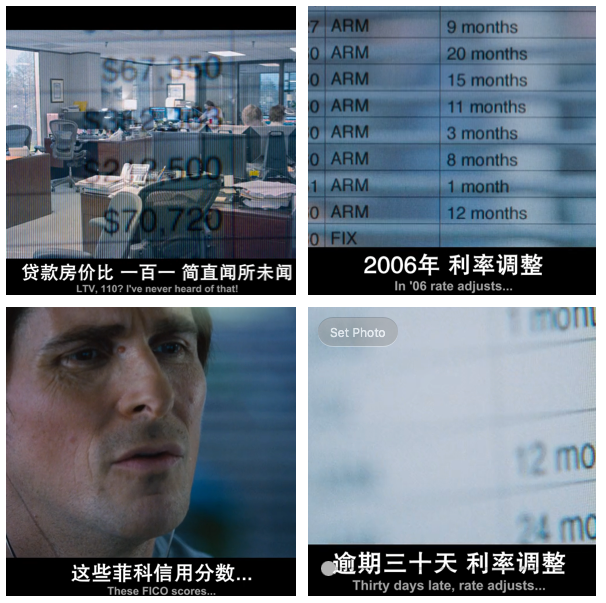 $67,350
$212,500
$70,720
贷款房价比 一百一 简直闻所未闻
LTV, 110? I've never heard of that!
7 ARM 9 months
0 ARM 20 months
0 ARM 15 months
0 ARM 11 months
0 ARM 3 months
0 ARM 8 months
1 ARM 1 month
0 ARM 12 months
0 FIX
2006年 利率调整
In '06 rate adjusts...
这些菲科信用分数...
These FICO scores...
Set Photo
1 mont
12 mo
24 mo
逾期三十天 利率调整
Thirty days late, rate adjusts...